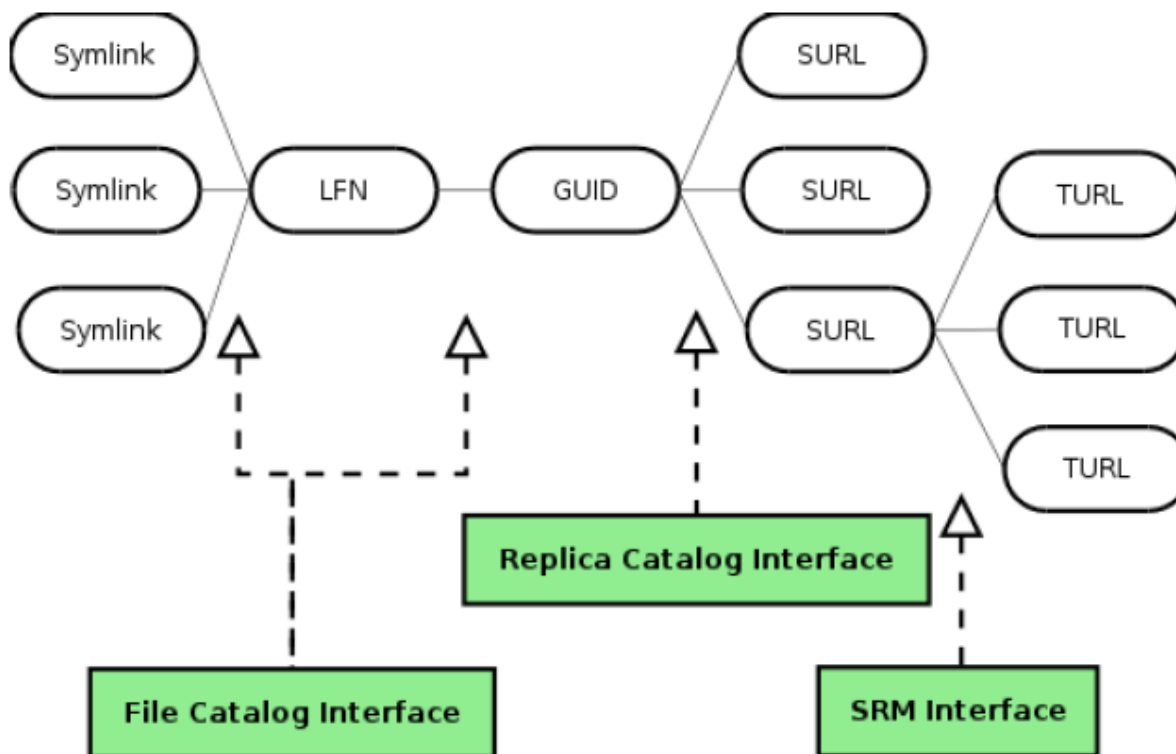 Symlink
SURL
Symlink
LFN
GUID
SURL
TURL
Symlink
SURL
TURL
TURL
Replica Catalog Interface
File Catalog Interface
SRM Interface